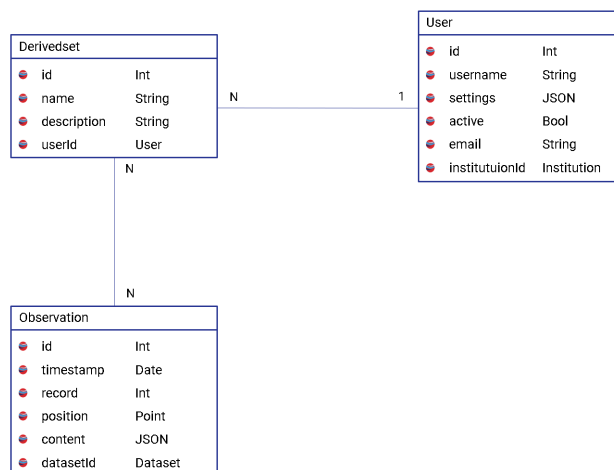 Derivedset
id Int
name String
description String
userId User
User
id Int
username String
settings JSON
active Bool
email String
institutuionId Institution
N 1
N
N
Observation
id Int
timestamp Date
record Int
position Point
content JSON
datasetId Dataset